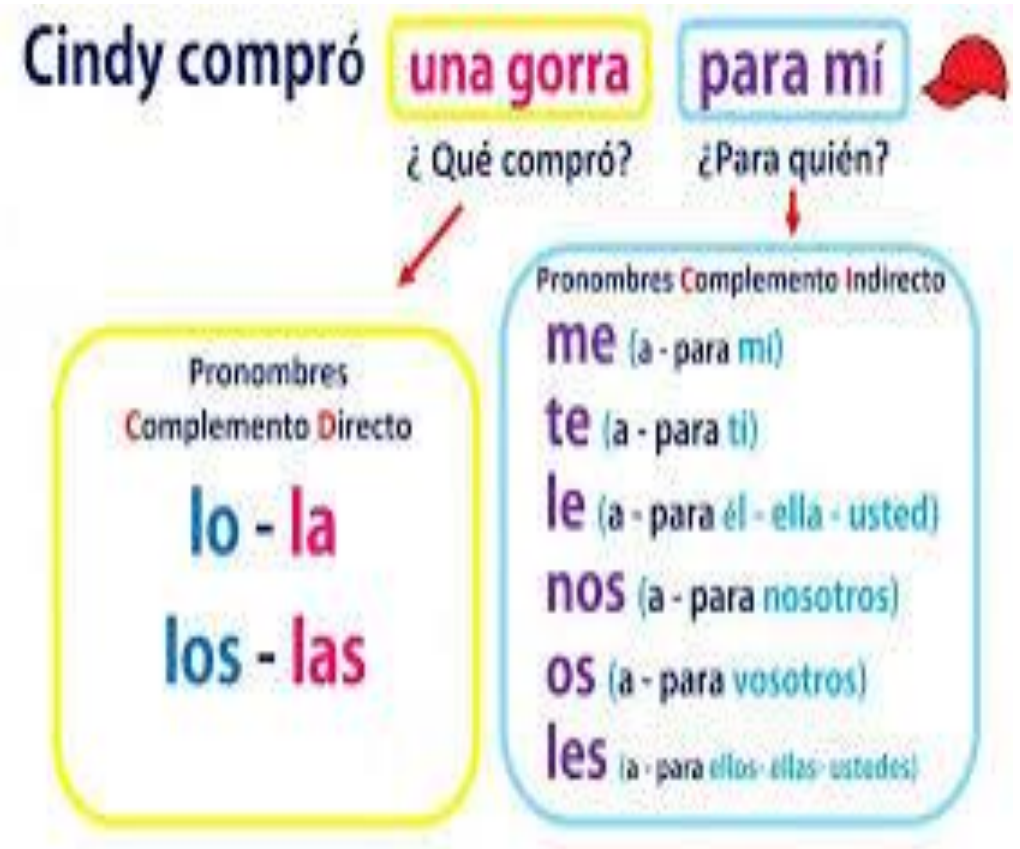 Cindy compró una gorra para mí
¿ Qué compró? ¿Para quién?
Pronombres
Complemento Directo
lo - la
los - las
Pronombres Complemento Indirecto
me (a - para mí)
te (a - para ti)
le (a - para él - ella - usted)
nos (a - para nosotros)
os (a - para vosotros)
les (a - para ellos- ellas- ustedes)